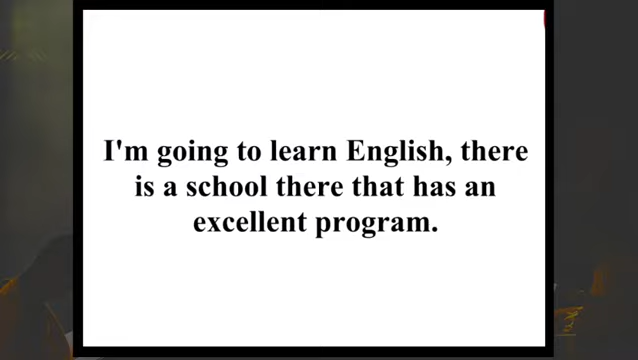 I'm going to learn English, there
is a school there that has an
excellent program.